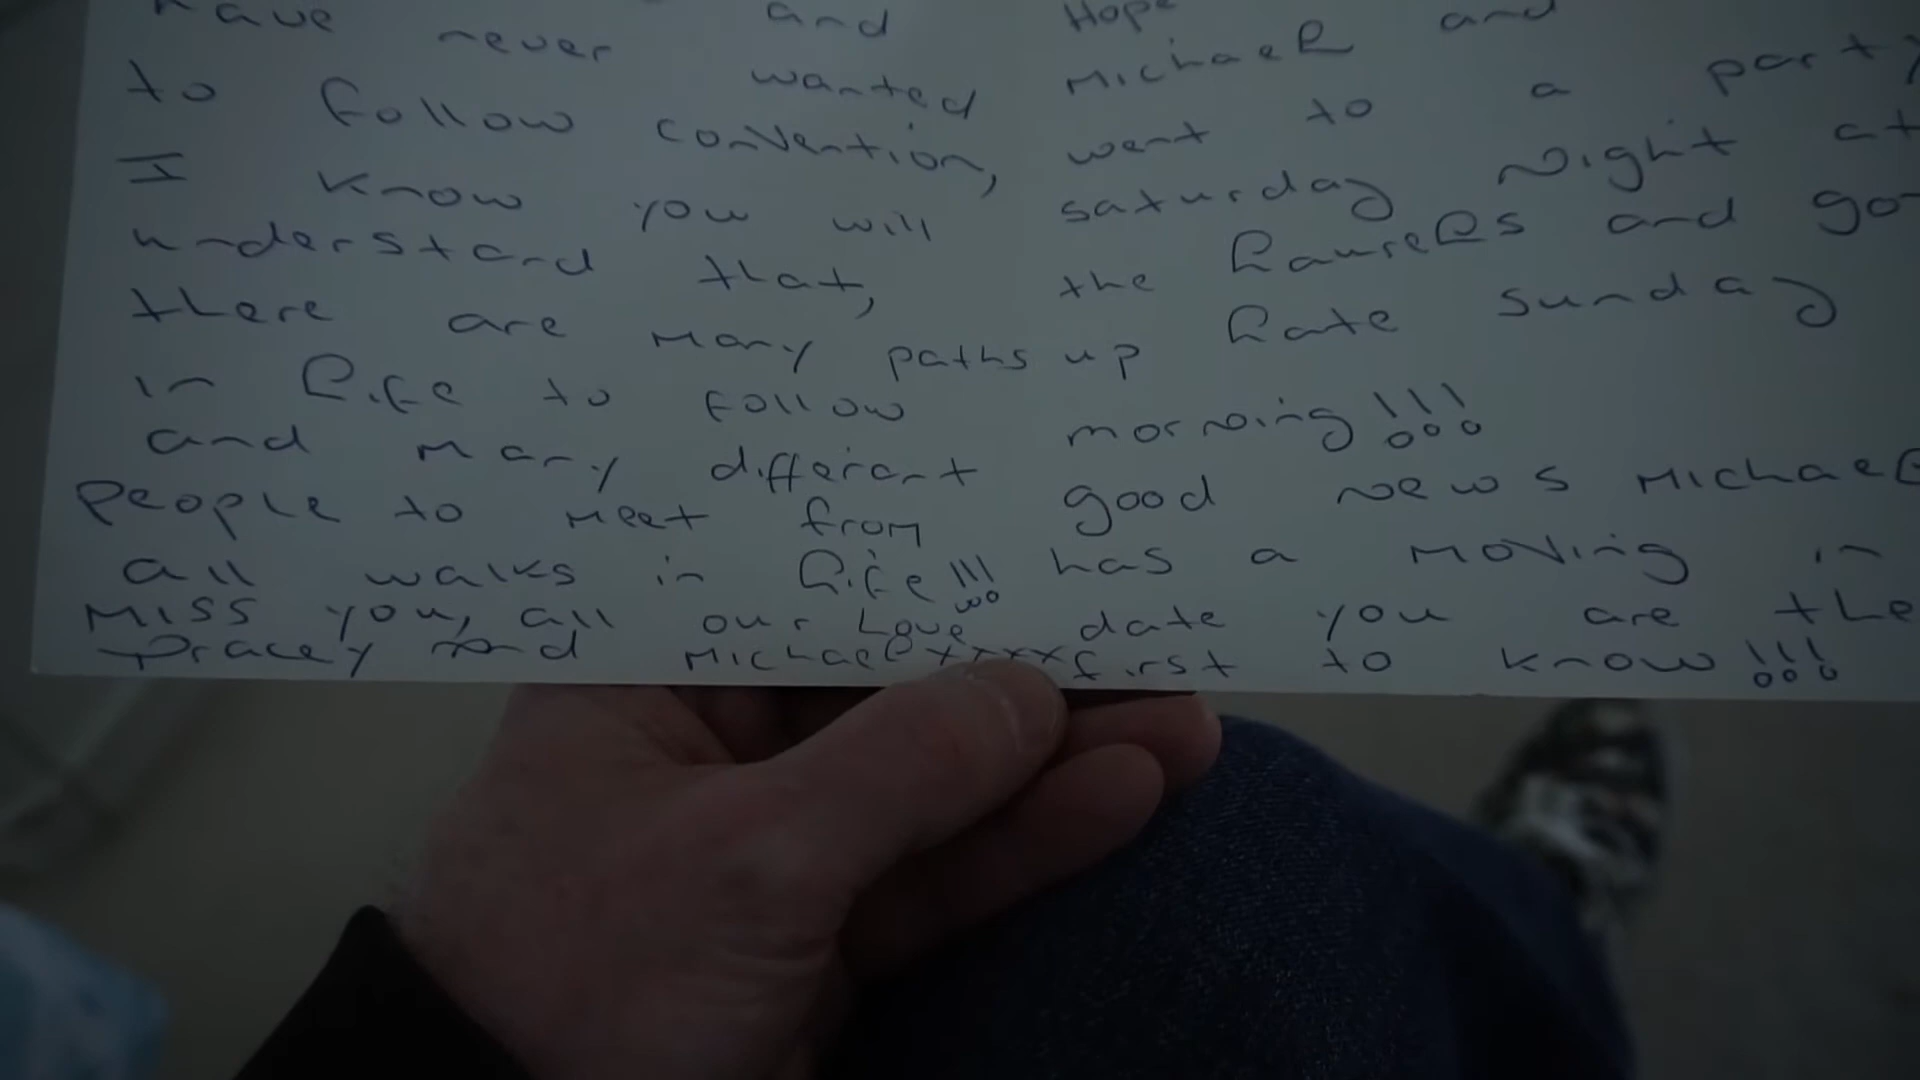 have never and wanted
to follow convention,
I know you will
understand that,
there are many paths
in life to follow
and many different
people to meet from
all walks in life!!!
Miss you, all our Love
Tracey and Michael xxxx
Hope
Michael and
went to a party
saturday Night at
the Laurels and
up Late Sunday
morning!!!
good News Michael
has a Moving in
date you are the
first to know!!!